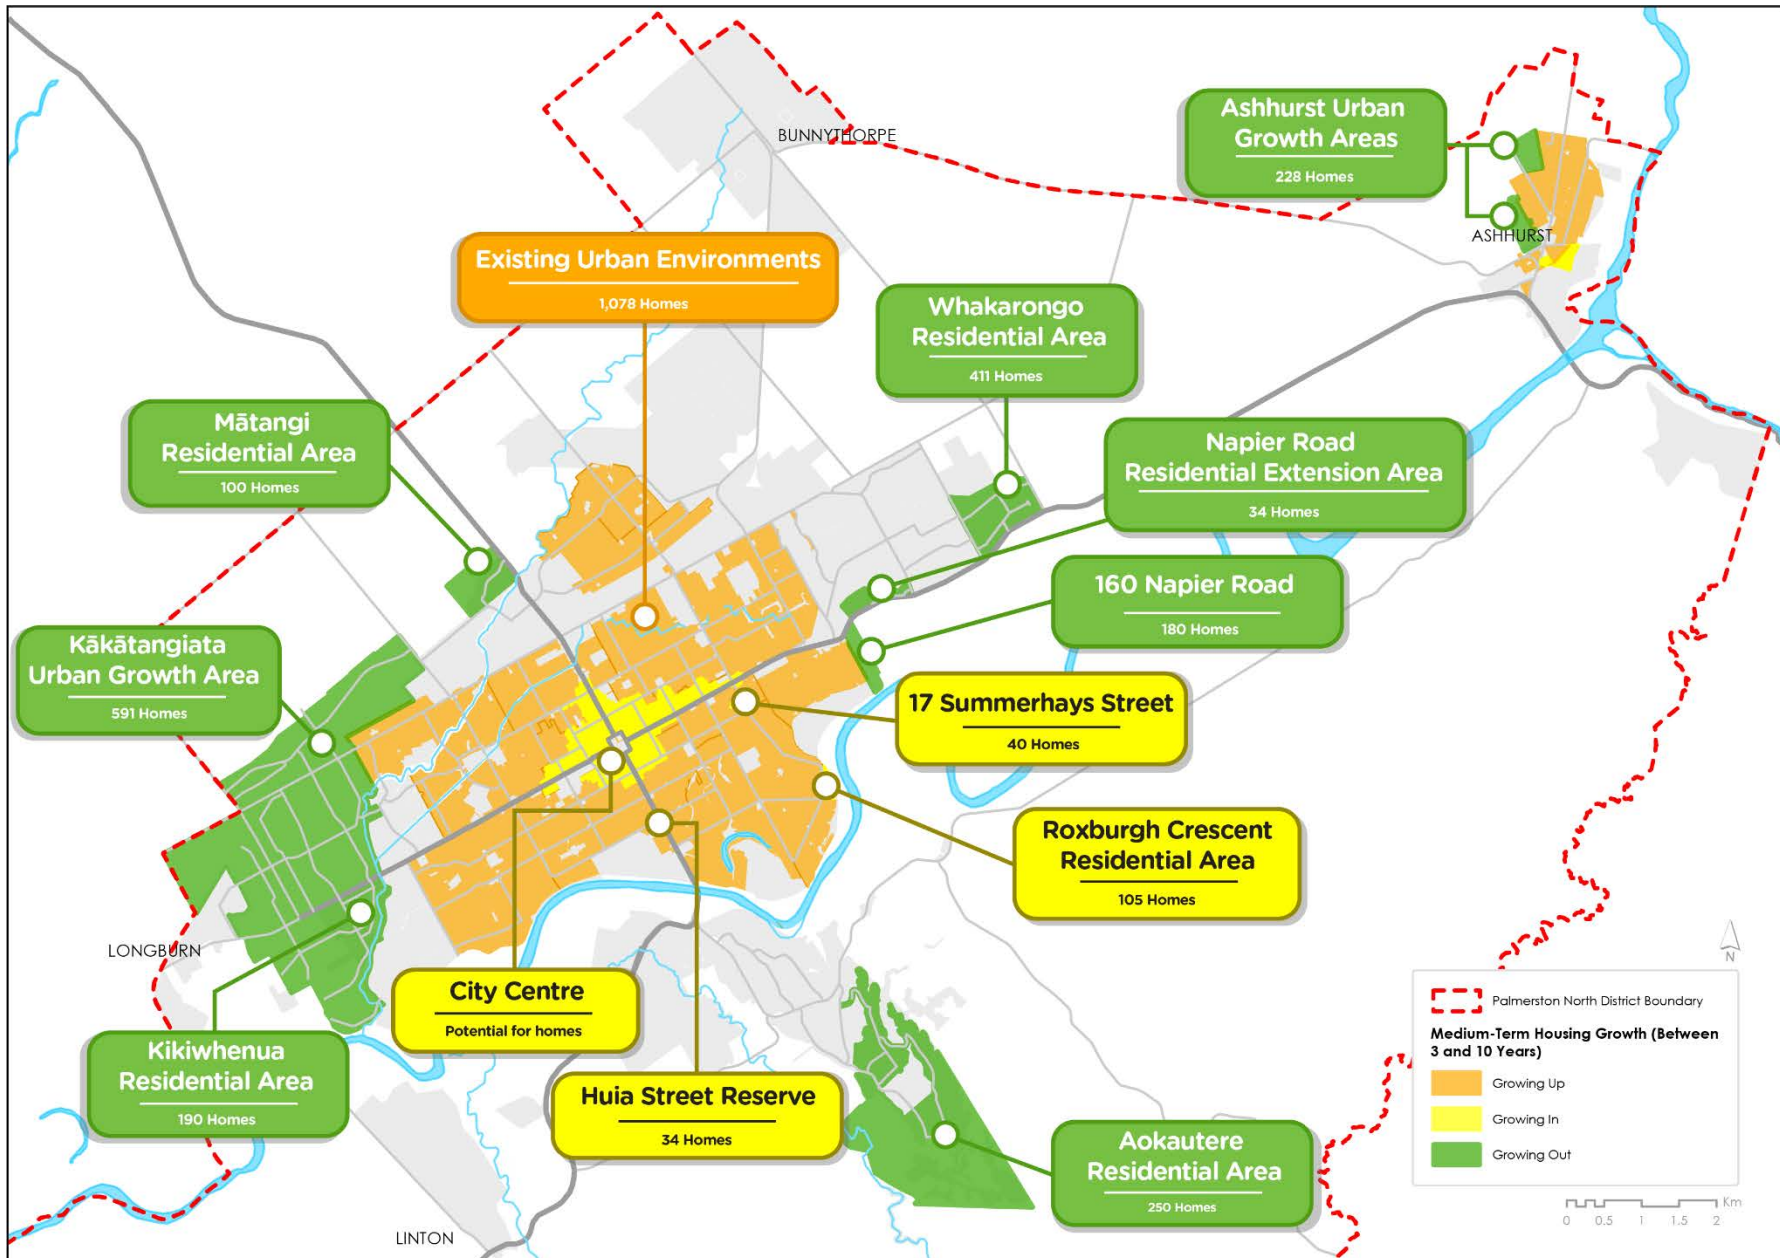 BUNNYTHORPE
Ashhurst Urban
Growth Areas
228 Homes
ASHHURST
Existing Urban Environments
1,078 Homes
Whakarongo
Residential Area
411 Homes
Mātangi
Residential Area
100 Homes
Napier Road
Residential Extension Area
34 Homes
160 Napier Road
180 Homes
Kākātangiata
Urban Growth Area
591 Homes
17 Summerhays Street
40 Homes
Roxburgh Crescent
Residential Area
105 Homes
LONGBURN
City Centre
Potential for homes
Kikiwhenua
Residential Area
190 Homes
Huia Street Reserve
34 Homes
Aokautere
Residential Area
250 Homes
LINTON
N
Palmerston North District Boundary
Medium-Term Housing Growth (Between
3 and 10 Years)
Growing Up
Growing In
Growing Out
Km
0 0.5 1 1.5 2